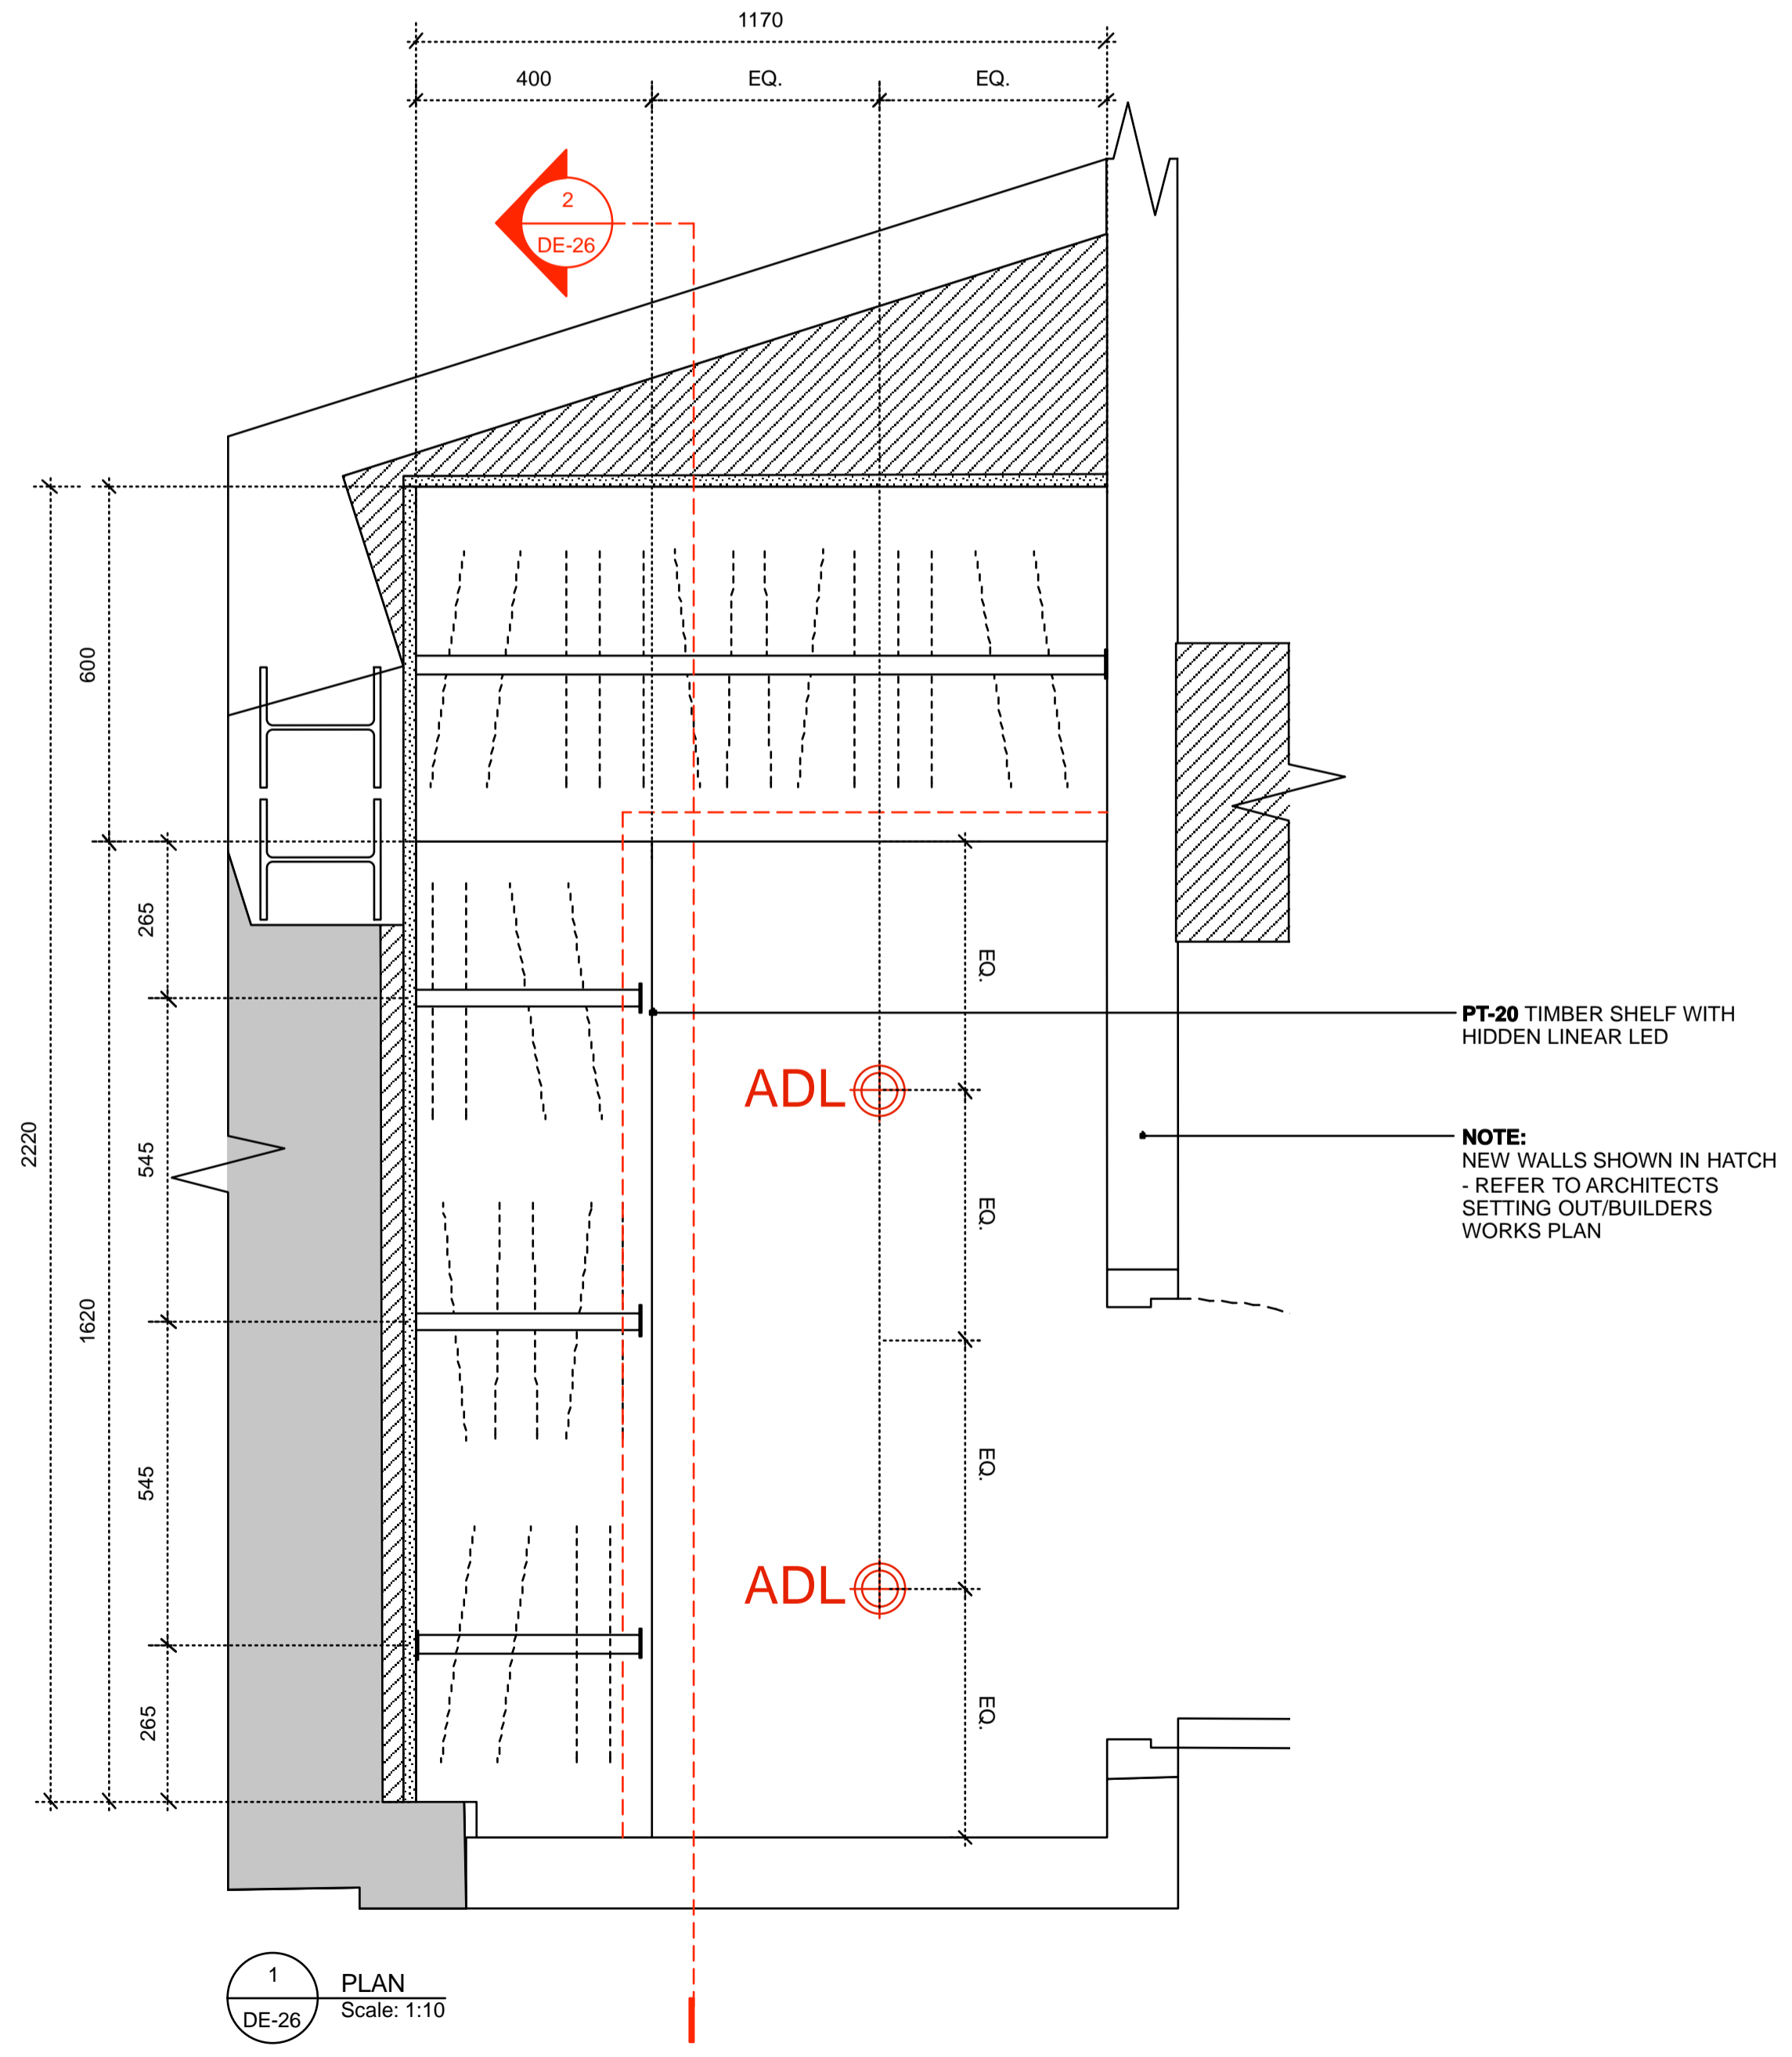 1170
400
EQ.
EQ.
2
DE-26
600
265
EQ.
PT-20 TIMBER SHELF WITH
HIDDEN LINEAR LED
ADL
NOTE:
NEW WALLS SHOWN IN HATCH
- REFER TO ARCHITECTS
SETTING OUT/BUILDERS
WORKS PLAN
2220
545
EQ.
1620
545
EQ.
ADL
265
EQ.
1
DE-26
PLAN
Scale: 1:10